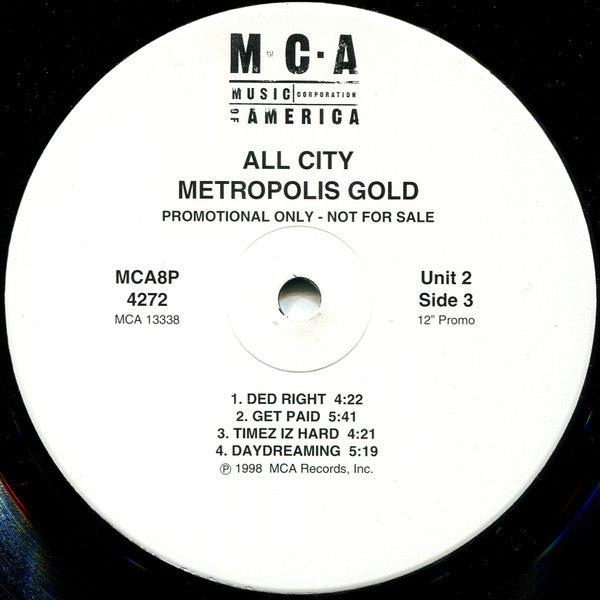 M·C·A
MUSIC CORPORATION
OF AMERICA
ALL CITY
METROPOLIS GOLD
PROMOTIONAL ONLY - NOT FOR SALE
MCA8P
4272
MCA 13338
Unit 2
Side 3
12" Promo
1. DED RIGHT 4:22
2. GET PAID 5:41
3. TIMEZ IZ HARD 4:21
4. DAYDREAMING 5:19
℗ 1998 MCA Records, Inc.